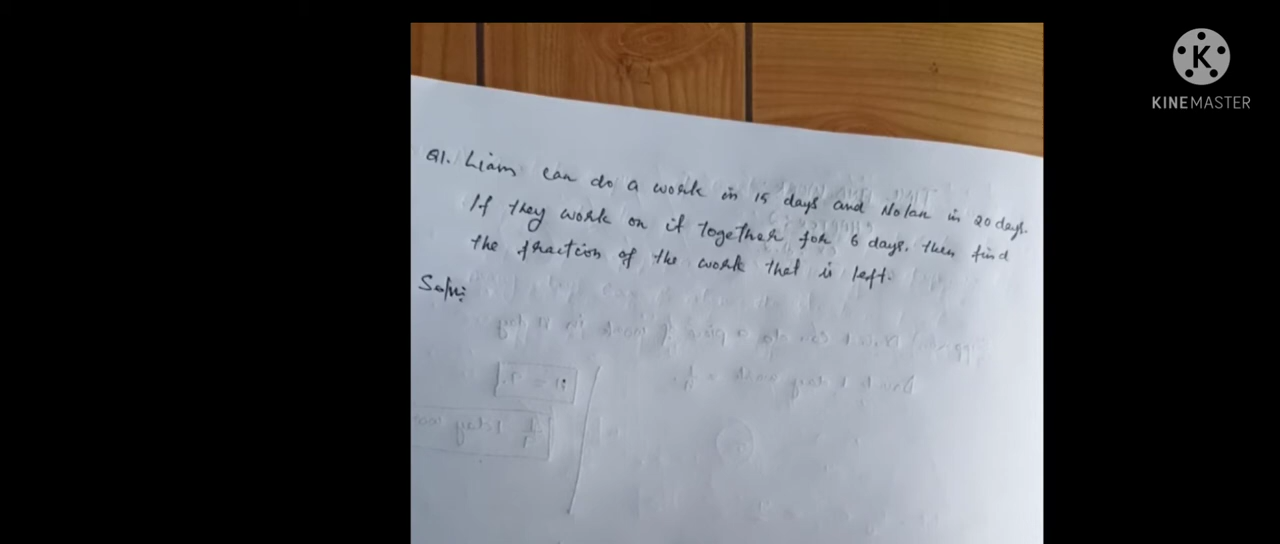 Q1. Liam can do a work in 15 days and Nolan in 20 days.
If they work on it together for 6 days, then find
the fraction of the work that is left.
Soln:
KINEMASTER